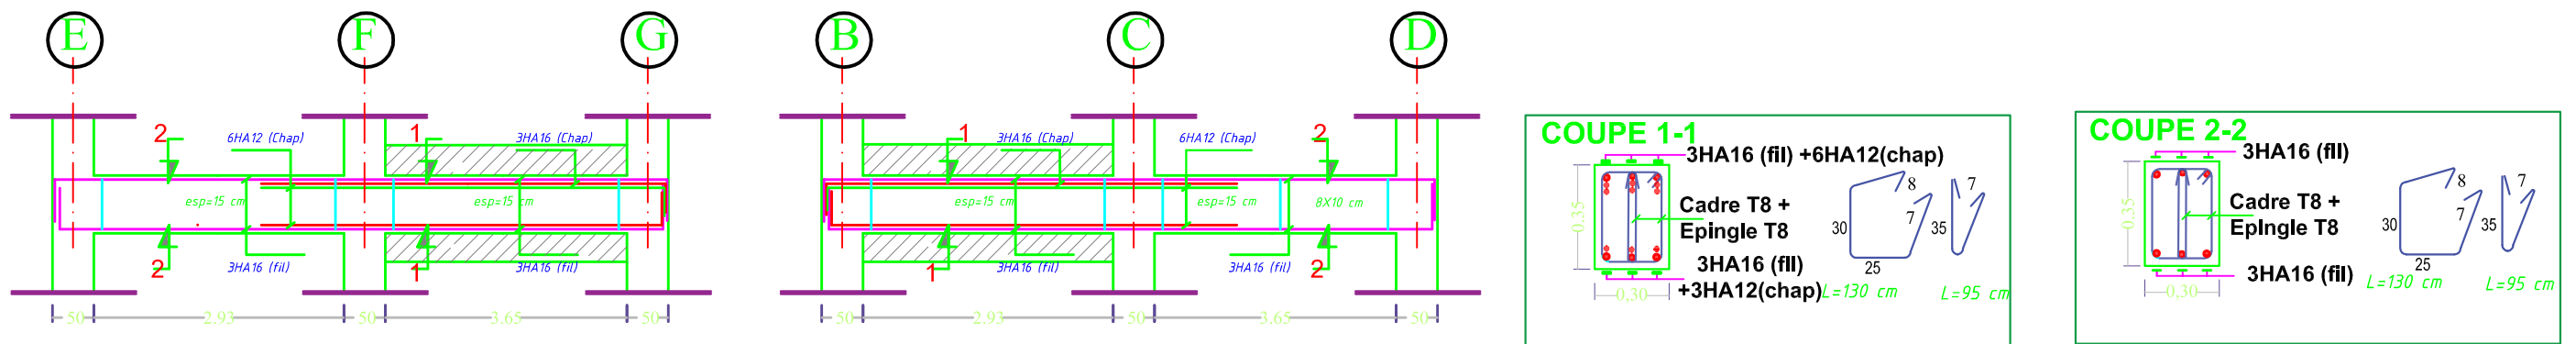 E F G
2 6HA12 (Chap) 1 3HA16 (Chap)
esp=15 cm esp=15 cm
2 3HA16 (fil) 1 3HA16 (fil)
50 2.93 50 3.65 50
B C D
1 3HA16 (Chap) 6HA12 (Chap) 2
esp=15 cm esp=15 cm 8X10 cm
1 3HA16 (fil) 3HA16 (fil) 2
50 2.93 50 3.65 50
COUPE 1-1
3HA16 (fil) +6HA12(chap)
0.35
Cadre T8 +
Epingle T8
3HA16 (fil)
+3HA12(chap)
0,30
8 7
30 7 35
25
L=130 cm L=95 cm
COUPE 2-2
3HA16 (fil)
0.35
Cadre T8 +
Epingle T8
3HA16 (fil)
0,30
8 7
30 7 35
25
L=130 cm L=95 cm